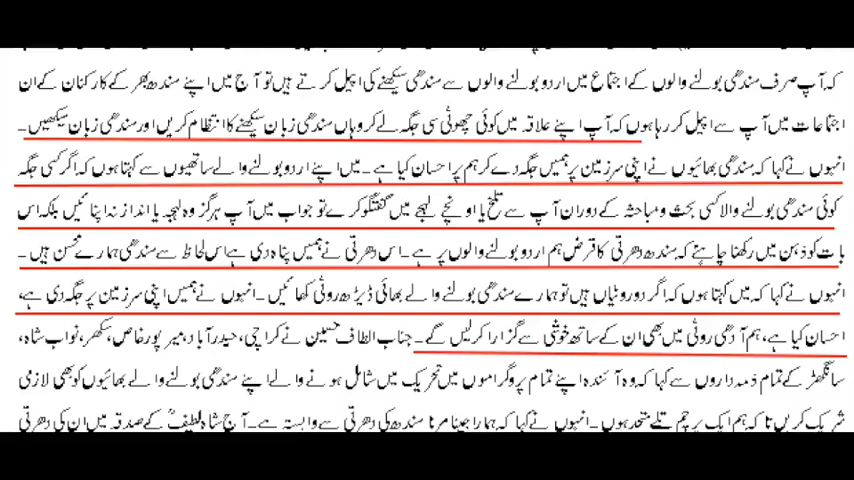 کہ آپ صرف سندھی بولنے والوں کے اجتماع میں اردو بولنے والوں سے سندھی سیکھنے کی اپیل کرتے ہیں تو آج میں اپنے سندھ بھر کے کارکنان کے ان
اجتماعات میں آپ سے اپیل کر رہا ہوں کہ آپ اپنے علاقہ میں کوئی چھوٹی سی جگہ لے کر وہاں سندھی زبان سیکھنے کا انتظام کریں اور سندھی زبان سیکھیں۔
انہوں نے کہا کہ سندھی بھائیوں نے اپنی سرزمین پر ہمیں جگہ دے کر ہم پر احسان کیا ہے۔ میں اپنے اردو بولنے والے ساتھیوں سے کہتا ہوں کہ اگر کسی جگہ
کوئی سندھی بولنے والا کسی بحث ومباحثہ کے دوران آپ سے تلخ یا اونچے لہجے میں گفتگو کرے تو جواب میں آپ ہرگز وہ لہجہ یا انداز نہ اپنائیں بلکہ اس
بات کو ذہن میں رکھنا چاہئے کہ سندھ دھرتی کا قرض ہم اردو بولنے والوں پر ہے۔ اس دھرتی نے ہمیں پناہ دی ہے اس لحاظ سے سندھی ہمارے محسن ہیں۔
انہوں نے کہا کہ میں کہتا ہوں کہ اگر دو روٹیاں ہیں تو ہمارے سندھی بولنے والے بھائی ڈیڑھ روٹی کھائیں۔ انہوں نے ہمیں اپنی سرزمین پر جگہ دی ہے،
احسان کیا ہے، ہم آدھی روٹی میں بھی ان کے ساتھ خوشی سے گزارا کر لیں گے۔ جناب الطاف حسین نے کراچی، حیدرآباد، میرپورخاص، سکھر، نواب شاہ،
سانگھڑ کے تمام ذمہ داروں سے کہا کہ وہ آئندہ اپنے تمام پروگراموں میں تحریک میں شامل ہونے والے اپنے سندھی بولنے والے بھائیوں کو بھی لازمی
شریک کریں تا کہ ہم ایک پرچم تلے متحد ہوں۔ انہوں نے کہا کہ ہمارا جینا مرنا سندھ کی دھرتی سے وابستہ ہے۔ آج شاہ لطیفؒ کے صدقہ میں ان کی دھرتی